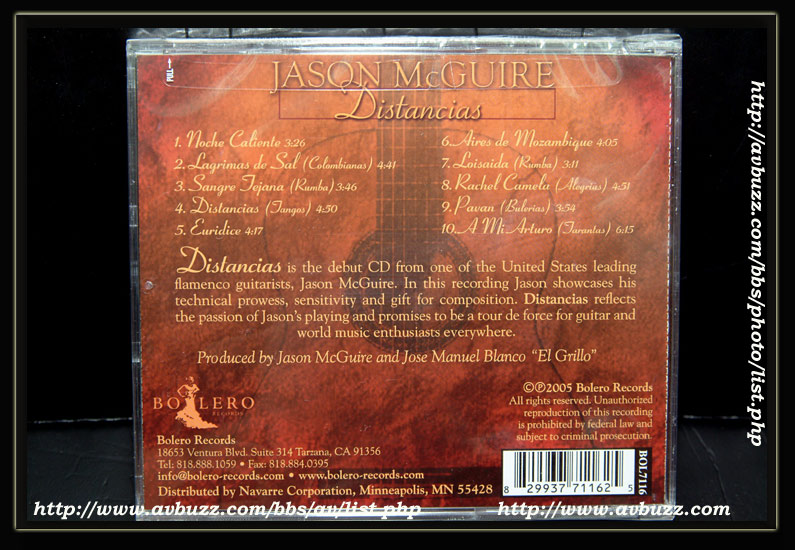 PULL→
JASON McGUIRE
Distancias
1. Noche Caliente 3:26
2. Lagrimas de Sal (Colombianas) 4:41
3. Sangre Tejana (Rumba) 3:46
4. Distancias (Tangos) 4:50
5. Euridice 4:17
6. Aires de Mozambique 4:05
7. Loisaida (Rumba) 3:11
8. Rachel Camela (Alegrias) 4:51
9. Pavan (Bulerias) 3:54
10. A Mi Arturo (Tarantas) 6:15
Distancias is the debut CD from one of the United States leading
flamenco guitarists, Jason McGuire. In this recording Jason showcases his
technical prowess, sensitivity and gift for composition. Distancias reflects
the passion of Jason's playing and promises to be a tour de force for guitar and
world music enthusiasts everywhere.
Produced by Jason McGuire and Jose Manuel Blanco "El Grillo"
BOLERO
RECORDS
Bolero Records
18653 Ventura Blvd. Suite 314 Tarzana, CA 91356
Tel: 818.888.1059 • Fax: 818.884.0395
info@bolero-records.com • www.bolero-records.com
Distributed by Navarre Corporation, Minneapolis, MN 55428
©℗2005 Bolero Records
All rights reserved. Unauthorized
reproduction of this recording
is prohibited by federal law and
subject to criminal prosecution.
8 29937 71162 5
BOL7116
http://avbuzz.com/bbs/photo/list.php
http://www.avbuzz.com/bbs/av/list.php
http://www.avbuzz.com